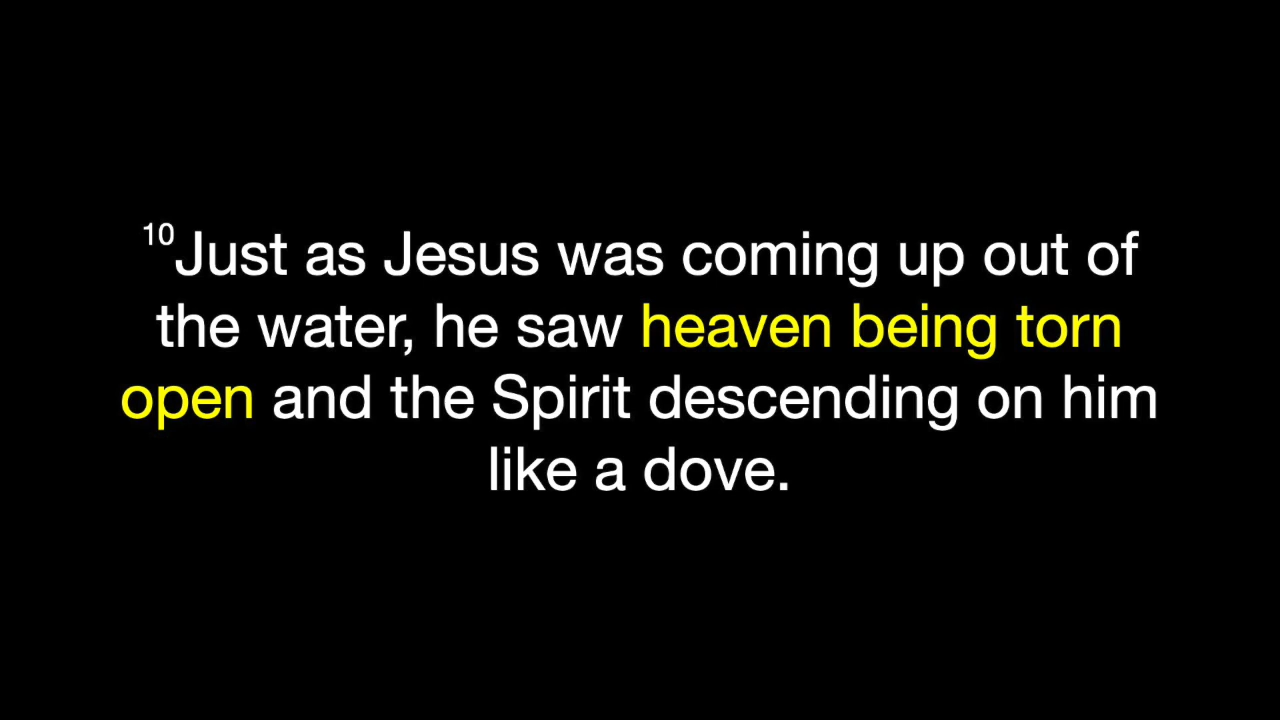 10Just as Jesus was coming up out of
the water, he saw heaven being torn
open and the Spirit descending on him
like a dove.